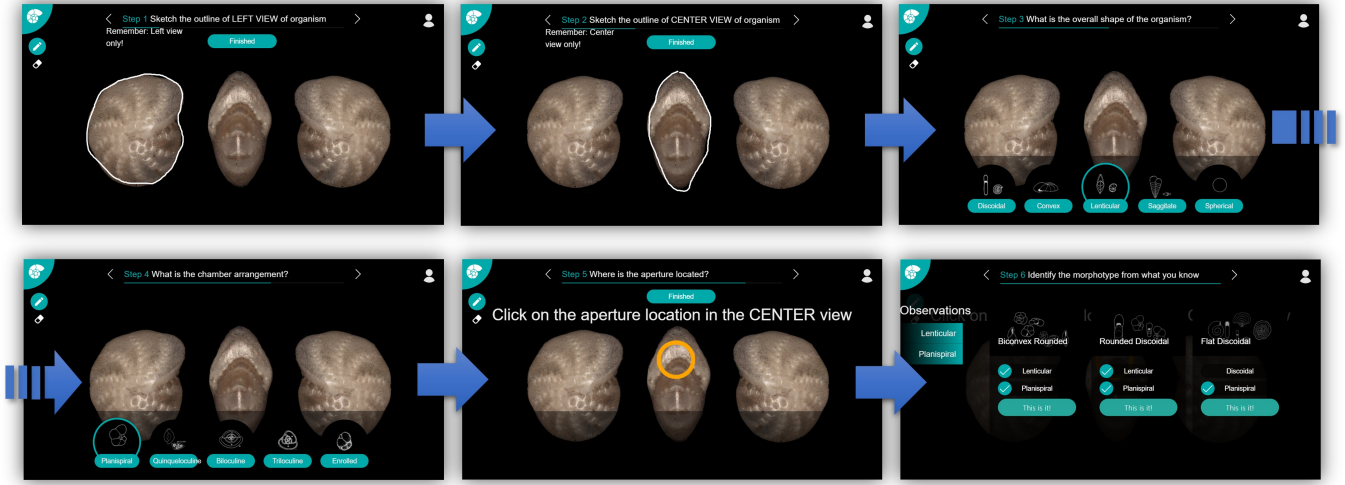 Step 1 Sketch the outline of LEFT VIEW of organism
Remember: Left view
only!
Finished
Step 2 Sketch the outline of CENTER VIEW of organism
Remember: Center
view only!
Finished
Step 3 What is the overall shape of the organism?
Discoidal
Convex
Lenticular
Saggitate
Spherical
Step 4 What is the chamber arrangement?
Planispiral
Quinqueloculine
Biloculine
Triloculine
Enrolled
Step 5 Where is the aperture located?
Finished
Click on the aperture location in the CENTER view
Step 6 Identify the morphotype from what you know
Observations
Lenticular
Planispiral
Biconvex Rounded
Lenticular
Planispiral
This is it!
Rounded Discoidal
Lenticular
Planispiral
This is it!
Flat Discoidal
Discoidal
Planispiral
This is it!